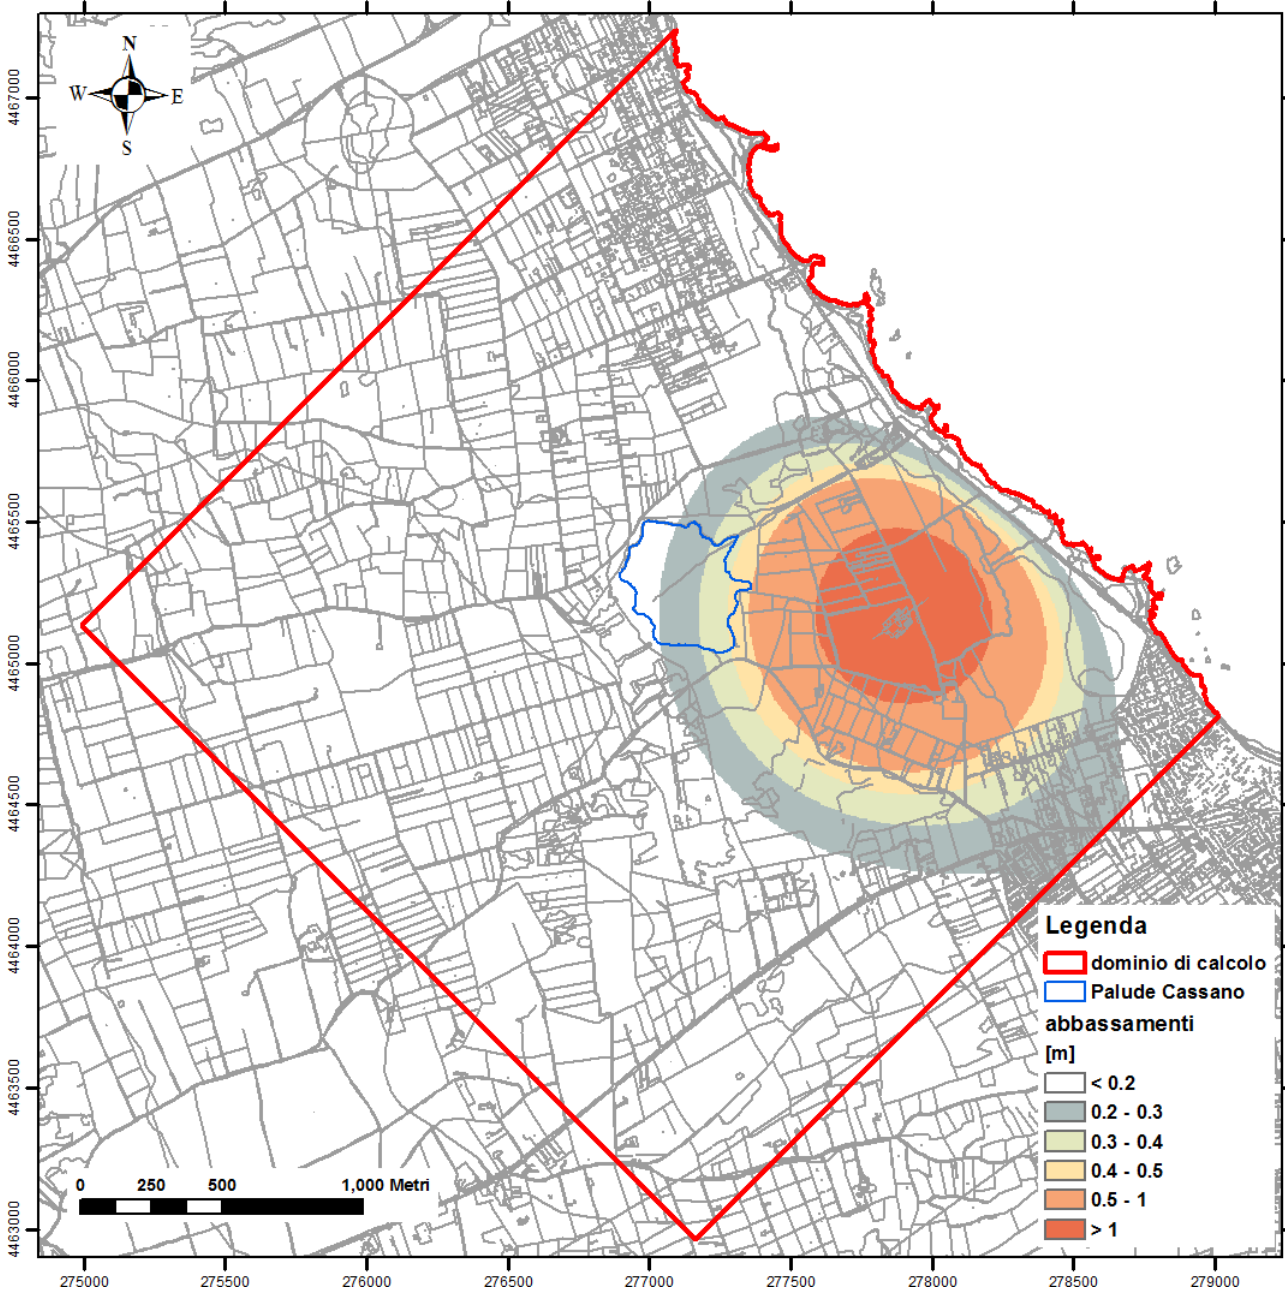 N
W E
S
4467000
4466500
4466000
4465500
4465000
4464500
4464000
4463500
4463000
Legenda
dominio di calcolo
Palude Cassano
abbassamenti
[m]
< 0.2
0.2 - 0.3
0.3 - 0.4
0.4 - 0.5
0.5 - 1
> 1
0 250 500 1,000 Metri
275000 275500 276000 276500 277000 277500 278000 278500 279000